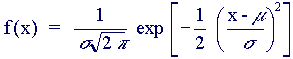 f(x) = 1/(σ√2π) exp[-1/2 ((x-μ)/σ)²]